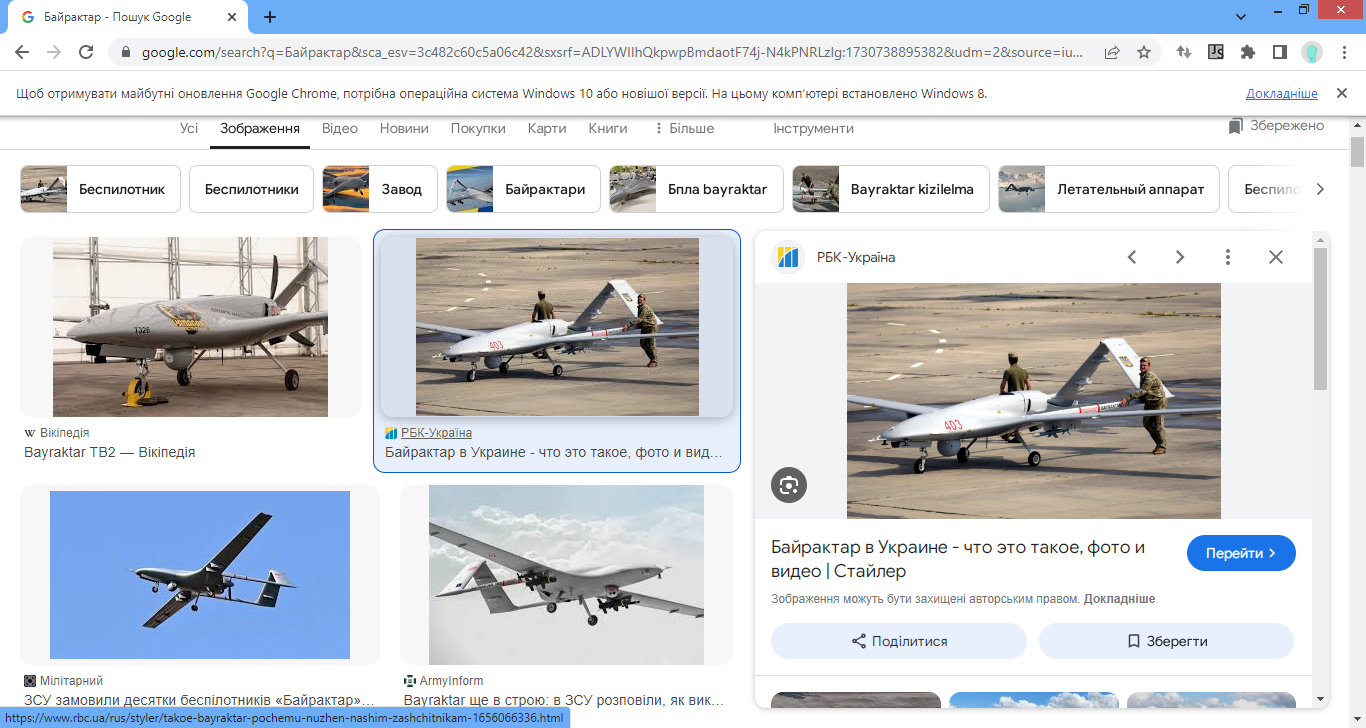 Байрактар - Пошук Google
google.com/search?q=Байрактар&sca_esv=3c482c60c5a06c42&sxsrf=ADLYWIIhQkpwpBmdaotF74j-N4kPNRLzIg:1730738895382&udm=2&source=iu...
Щоб отримувати майбутні оновлення Google Chrome, потрібна операційна система Windows 10 або новішої версії. На цьому комп'ютері встановлено Windows 8.
Докладніше
Усі Зображення Відео Новини Покупки Карти Книги Більше Інструменти Збережено
Беспилотник Беспилотники Завод Байрактари Бпла bayraktar Bayraktar kizilelma Летательный аппарат Беспило
T326
W Вікіпедія
Bayraktar TB2 — Вікіпедія
403
РБК-Україна
Байрактар в Украине - что это такое, фото и вид...
РБК-Україна
403
Байрактар в Украине - что это такое, фото и
видео | Стайлер
Перейти
Зображення можуть бути захищені авторським правом. Докладніше
Поділитися
Зберегти
Мілітарний
ЗСУ замовили десятки беспілотників «Байрактар»...
ArmyInform
Bayraktar ще в строю: в ЗСУ розповіли, як вик...
https://www.rbc.ua/rus/styler/takoe-bayraktar-pochemu-nuzhen-nashim-zashchitnikam-1656066336.html